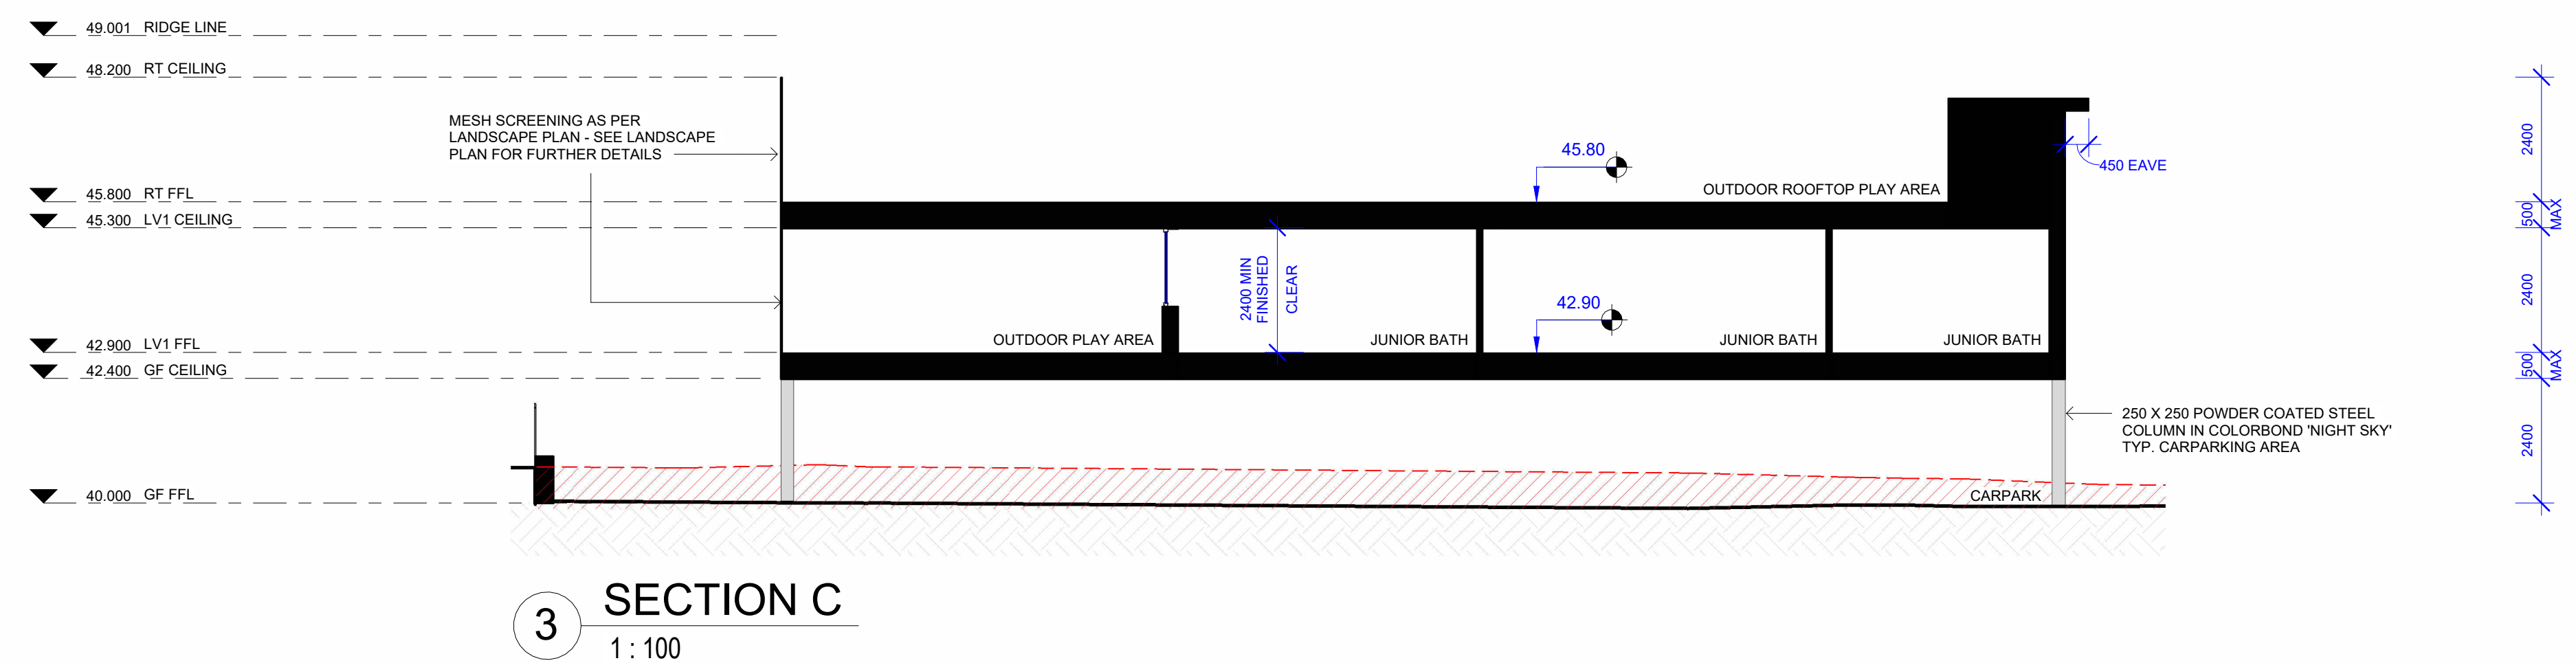 49.001 RIDGE LINE
48.200 RT CEILING
MESH SCREENING AS PER
LANDSCAPE PLAN - SEE LANDSCAPE
PLAN FOR FURTHER DETAILS
45.800 RT FFL
45.300 LV1 CEILING
42.900 LV1 FFL
42.400 GF CEILING
40.000 GF FFL
45.80
OUTDOOR ROOFTOP PLAY AREA
450 EAVE
2400 MIN
FINISHED
CLEAR
42.90
OUTDOOR PLAY AREA
JUNIOR BATH
JUNIOR BATH
JUNIOR BATH
250 X 250 POWDER COATED STEEL
COLUMN IN COLORBOND 'NIGHT SKY'
TYP. CARPARKING AREA
CARPARK
2400
500
MAX
2400
500
MAX
2400
3
SECTION C
1 : 100